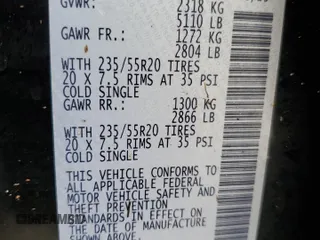 GVWR: 2318 KG
5110 LB
GAWR FR.: 1272 KG
2804 LB
WITH 235/55R20 TIRES
20 X 7.5 RIMS AT 35 PSI
COLD SINGLE
GAWR RR.: 1300 KG
2866 LB
WITH 235/55R20 TIRES
20 X 7.5 RIMS AT 35 PSI
COLD SINGLE
THIS VEHICLE CONFORMS TO
ALL APPLICABLE FEDERAL
MOTOR VEHICLE SAFETY AND
THEFT PREVENTION
STANDARDS IN EFFECT ON
THE DATE OF MANUFACTURE
SHOWN ABOVE.